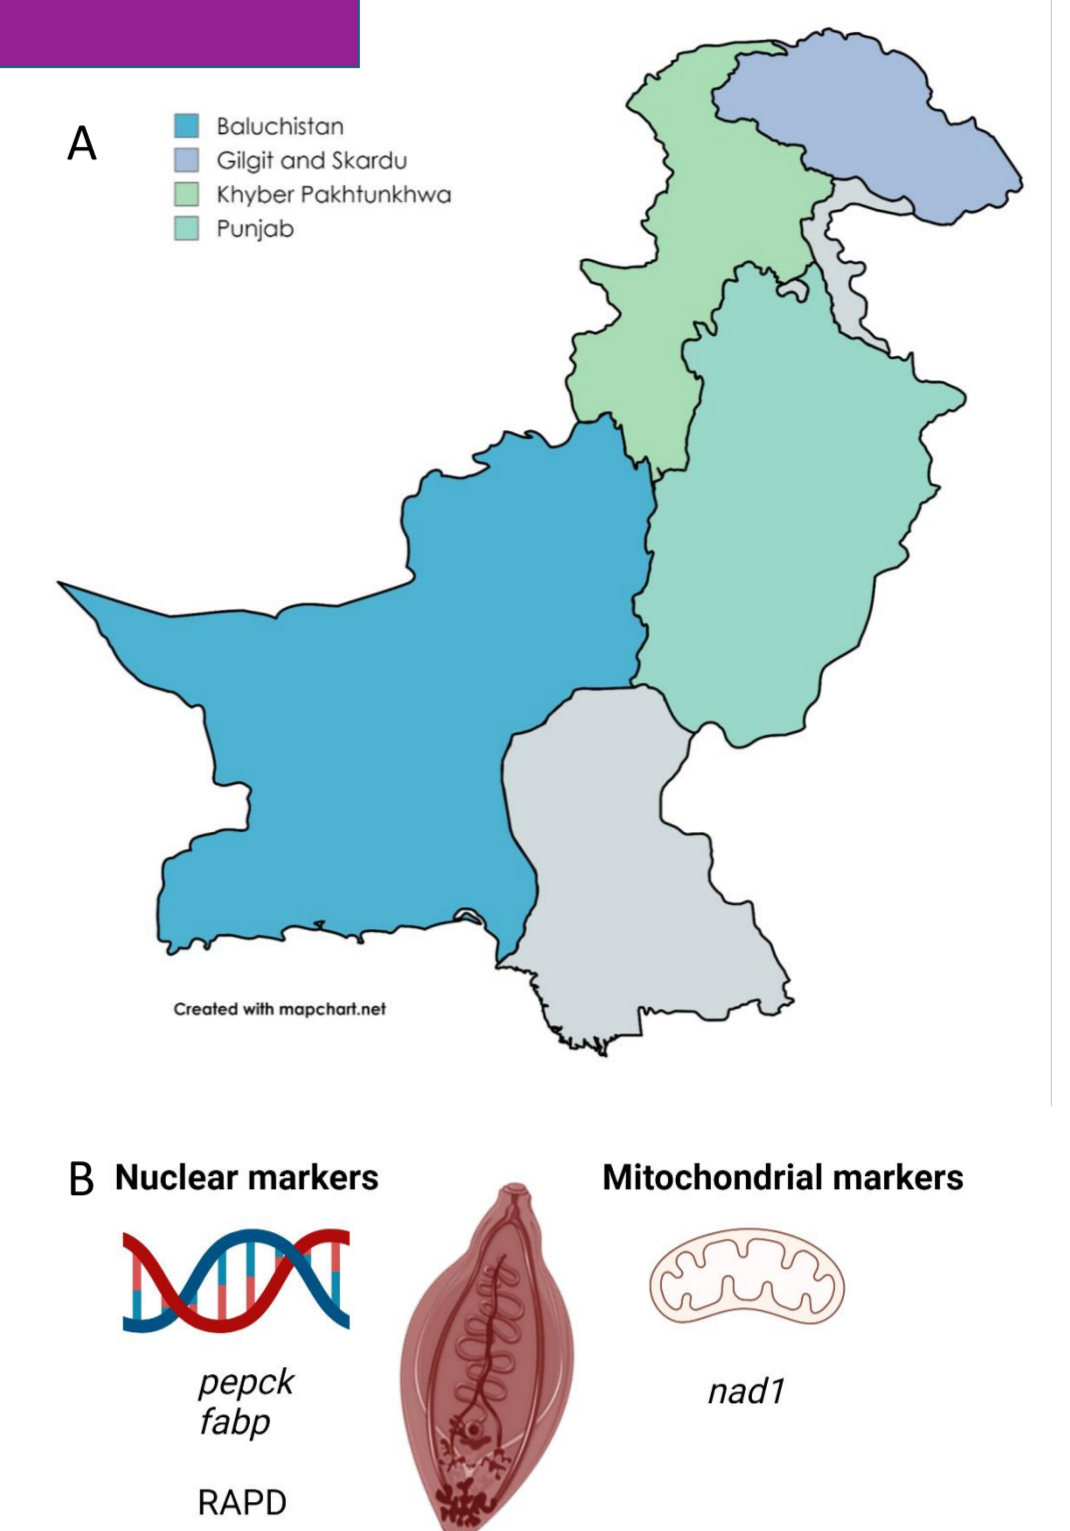 A
Baluchistan
Gilgit and Skardu
Khyber Pakhtunkhwa
Punjab
Created with mapchart.net
B
Nuclear markers
Mitochondrial markers
pepck
fabp
RAPD
nad1